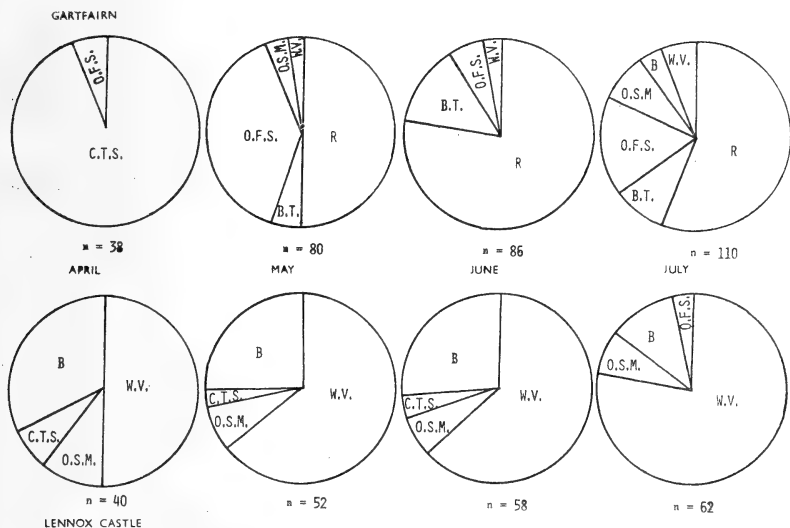 GARTFAIRN
O.F.S.
C.T.S.
O.S.M.
W.V.
O.F.S.
R
B.T.
O.F.S.
W.V.
B.T.
R
B
W.V.
O.S.M
O.F.S.
R
B.T.
n = 38
n = 80
n = 86
n = 110
APRIL
MAY
JUNE
JULY
B
W.V.
C.T.S.
O.S.M.
B
W.V.
C.T.S.
O.S.M.
B
W.V.
C.T.S.
O.S.M.
O.F.S.
B
O.S.M.
W.V.
n = 40
n = 52
n = 58
n = 62
LENNOX CASTLE